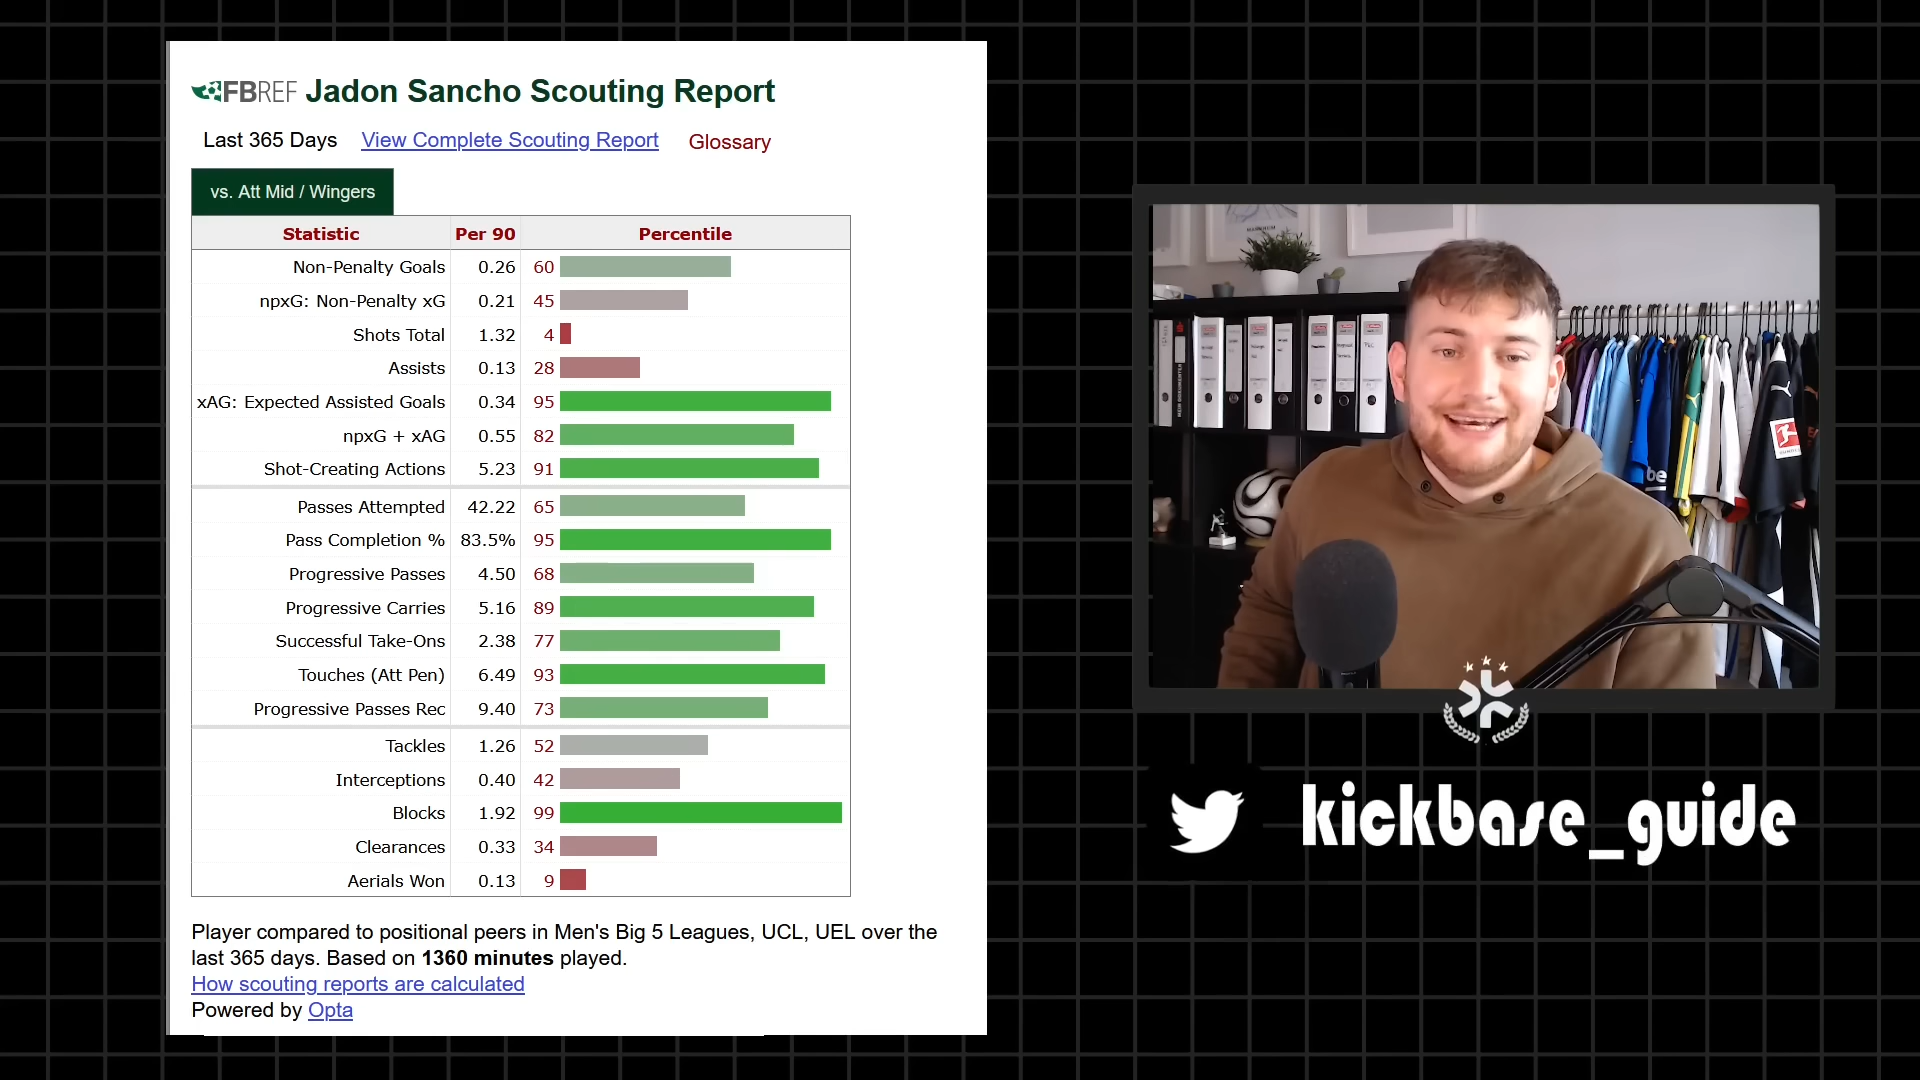 FBREF Jadon Sancho Scouting Report
Last 365 Days View Complete Scouting Report Glossary
vs. Att Mid / Wingers
Statistic Per 90 Percentile
Non-Penalty Goals 0.26 60
npxG: Non-Penalty xG 0.21 45
Shots Total 1.32 4
Assists 0.13 28
xAG: Expected Assisted Goals 0.34 95
npxG + xAG 0.55 82
Shot-Creating Actions 5.23 91
Passes Attempted 42.22 65
Pass Completion % 83.5% 95
Progressive Passes 4.50 68
Progressive Carries 5.16 89
Successful Take-Ons 2.38 77
Touches (Att Pen) 6.49 93
Progressive Passes Rec 9.40 73
Tackles 1.26 52
Interceptions 0.40 42
Blocks 1.92 99
Clearances 0.33 34
Aerials Won 0.13 9
Player compared to positional peers in Men's Big 5 Leagues, UCL, UEL over the
last 365 days. Based on 1360 minutes played.
How scouting reports are calculated
Powered by Opta
be
kickbase_guide